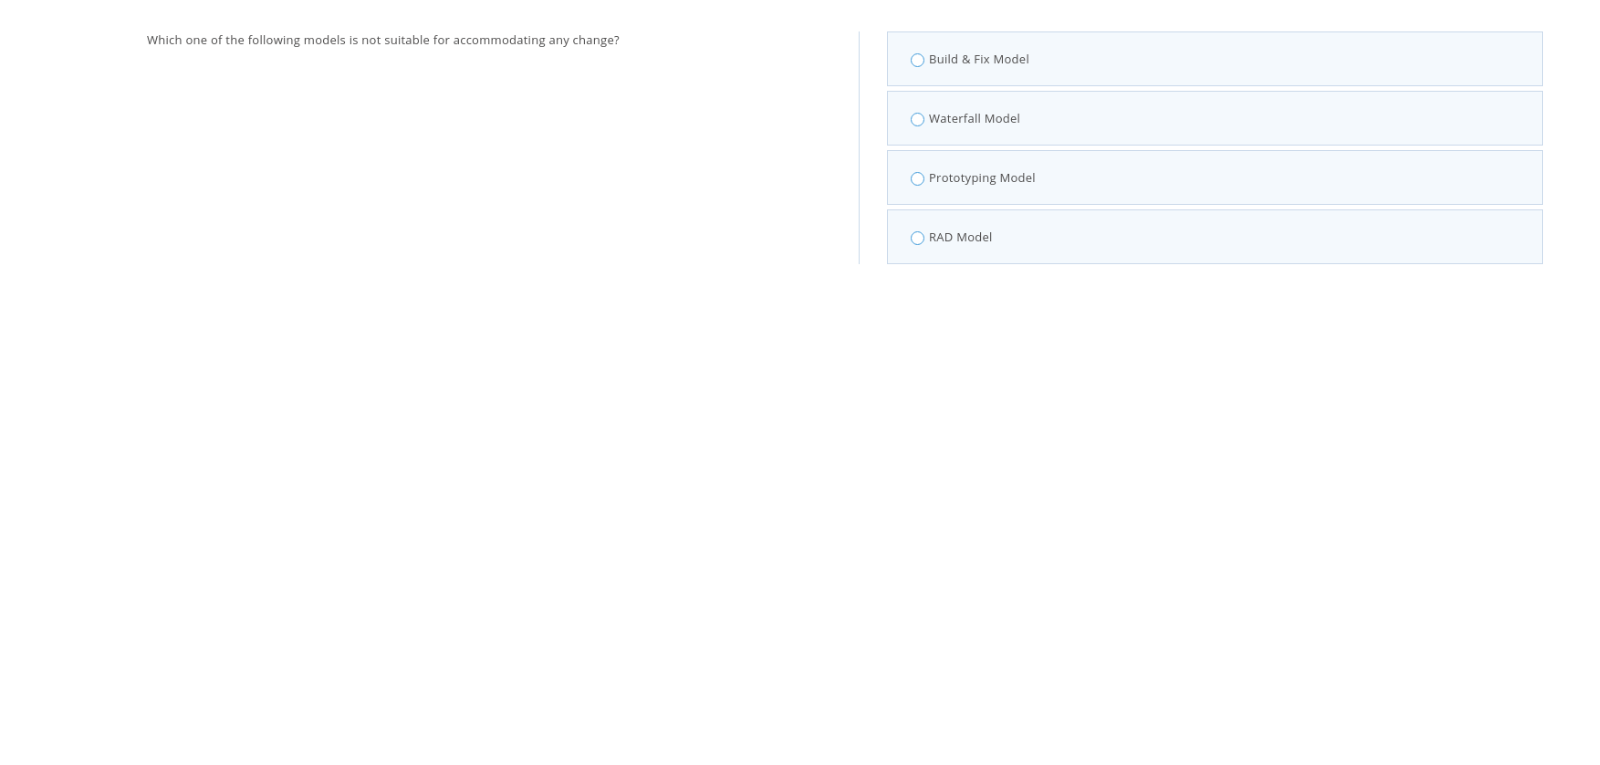 Which one of the following models is not suitable for accommodating any change?
Build & Fix Model
Waterfall Model
Prototyping Model
RAD Model